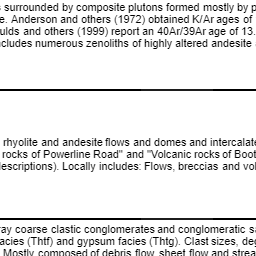 surrounded by composite plutons formed mostly by p
e. Anderson and others (1972) obtained K/Ar ages of
ulds and others (1999) report an 40Ar/39Ar age of 13.
cludes numerous zenoliths of highly altered andesite
rhyolite and andesite flows and domes and intercalate
rocks of Powerline Road" and "Volcanic rocks of Boot
escriptions). Locally includes: Flows, breccias and vol
ay coarse clastic conglomerates and conglomeratic sa
acies (Thtf) and gypsum facies (Thtg). Clast sizes, deg
Mostly composed of debris flow, sheet flow and strea